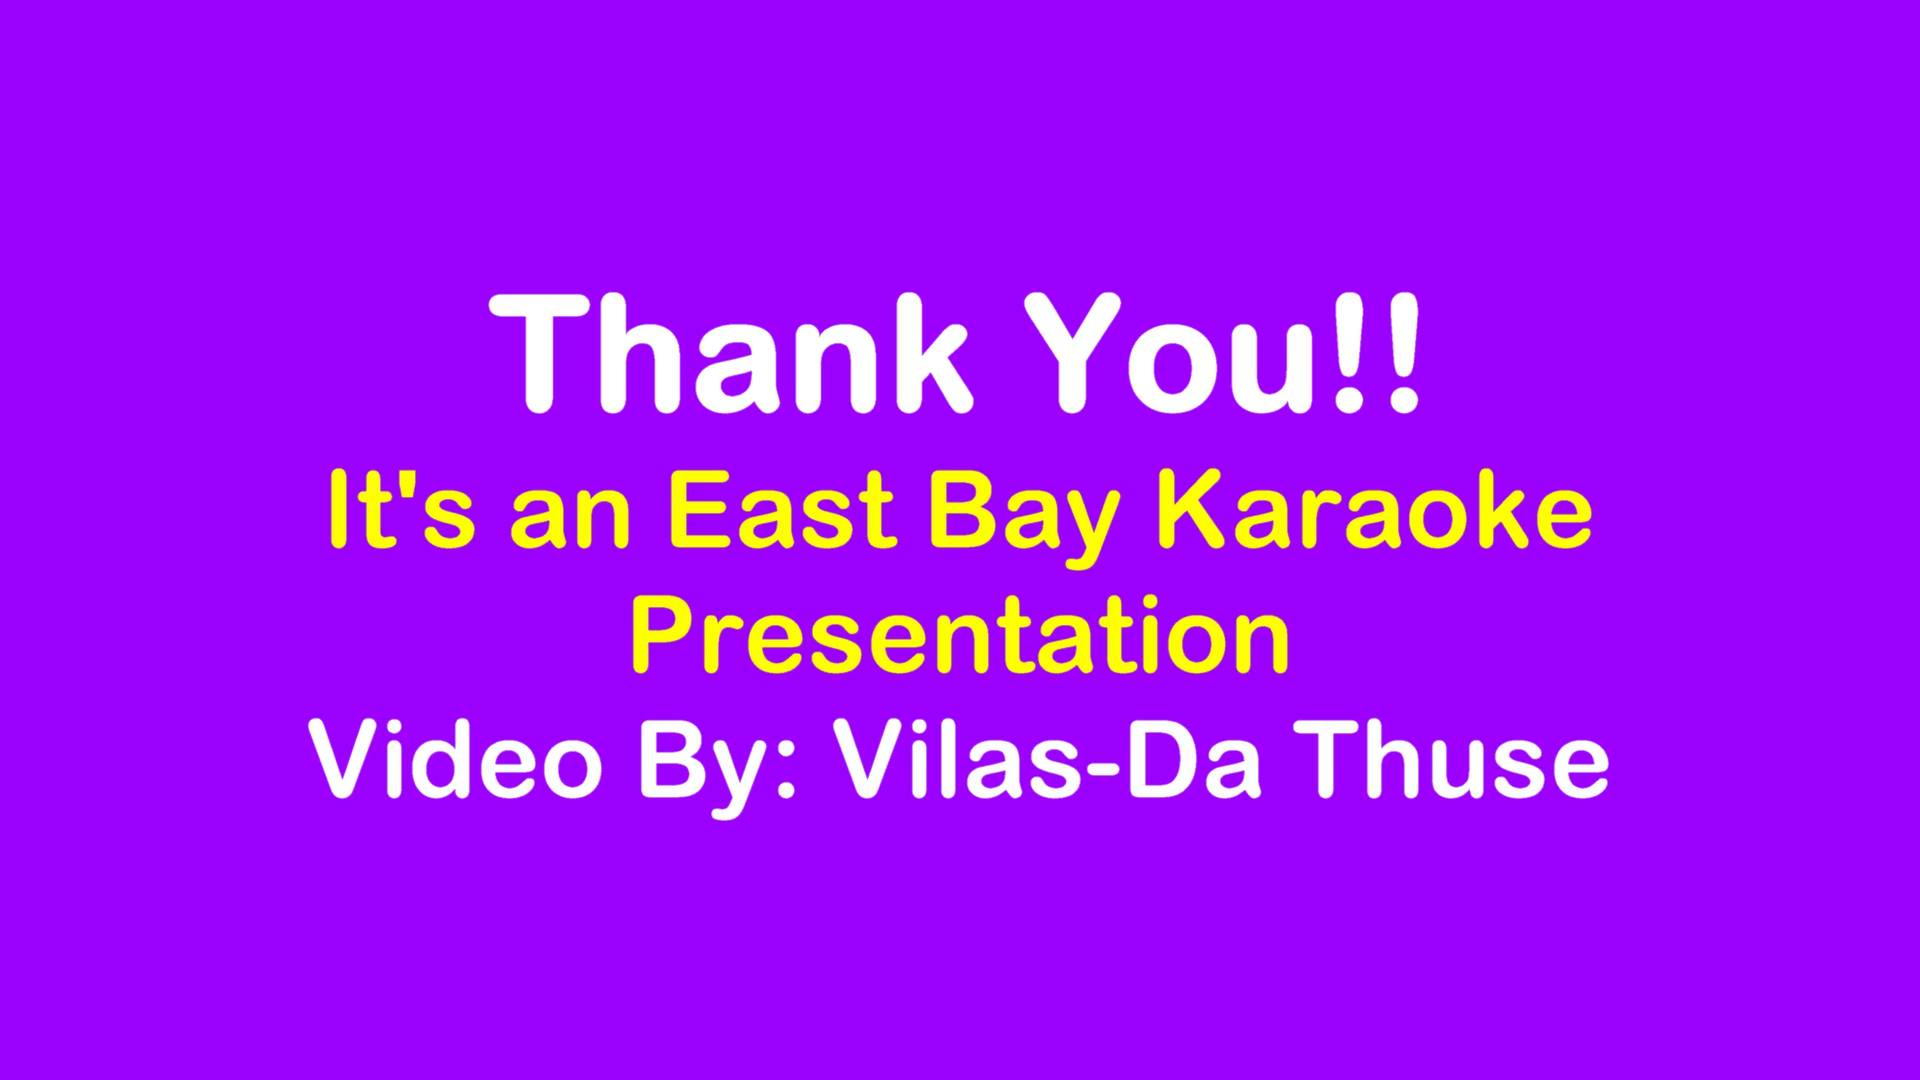 Thank You!!
It's an East Bay Karaoke
Presentation
Video By: Vilas-Da Thuse